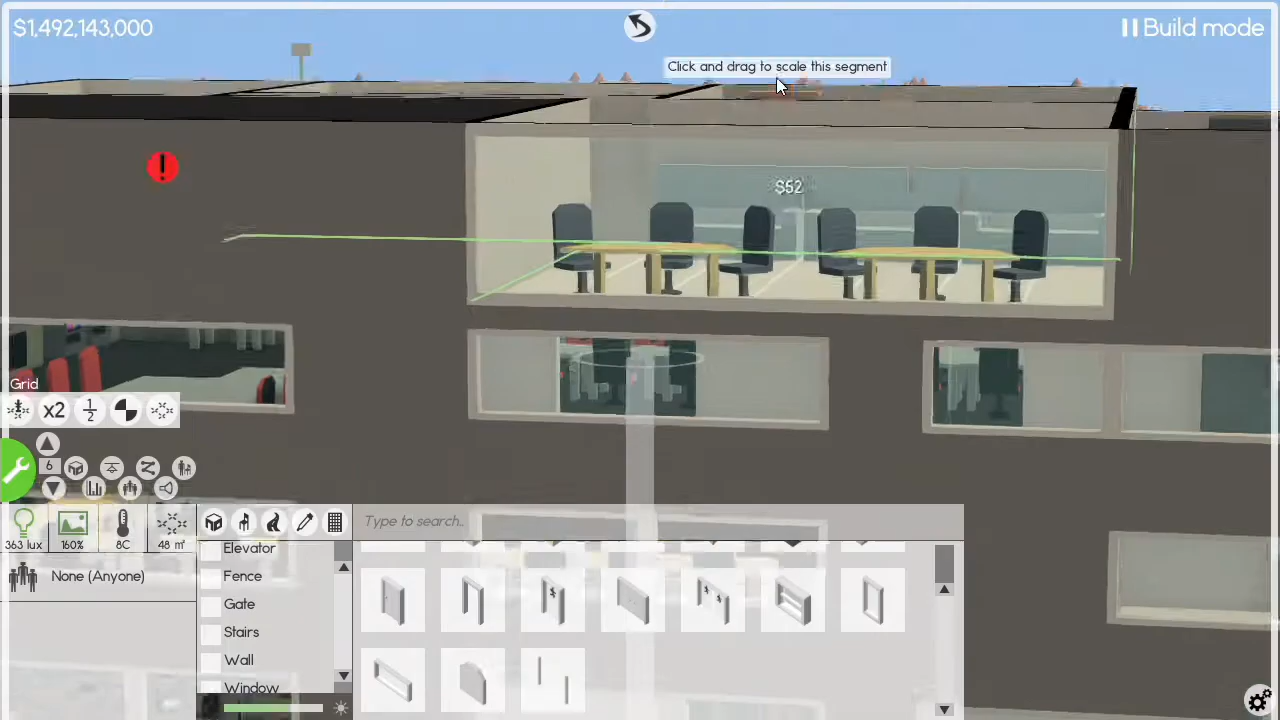 $1,492,143,000
Build mode
Click and drag to scale this segment
$52
Grid
x2
1/2
6
363 lux
160%
8C
48 m²
None (Anyone)
Type to search..
Elevator
Fence
Gate
Stairs
Wall
Window